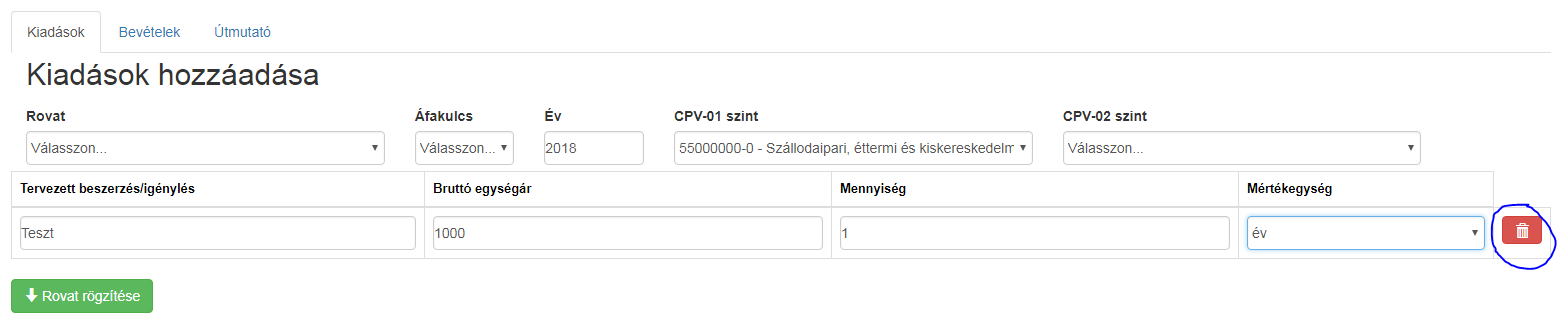 Kiadások Bevételek Útmutató
Kiadások hozzáadása
Rovat Áfakulcs Év CPV-01 szint CPV-02 szint
Válasszon... Válasszon... 2018 55000000-0 - Szállodaipari, éttermi és kiskereskedelm Válasszon...
Tervezett beszerzés/igénylés Bruttó egységár Mennyiség Mértékegység
Teszt 1000 1 év
Rovat rögzítése